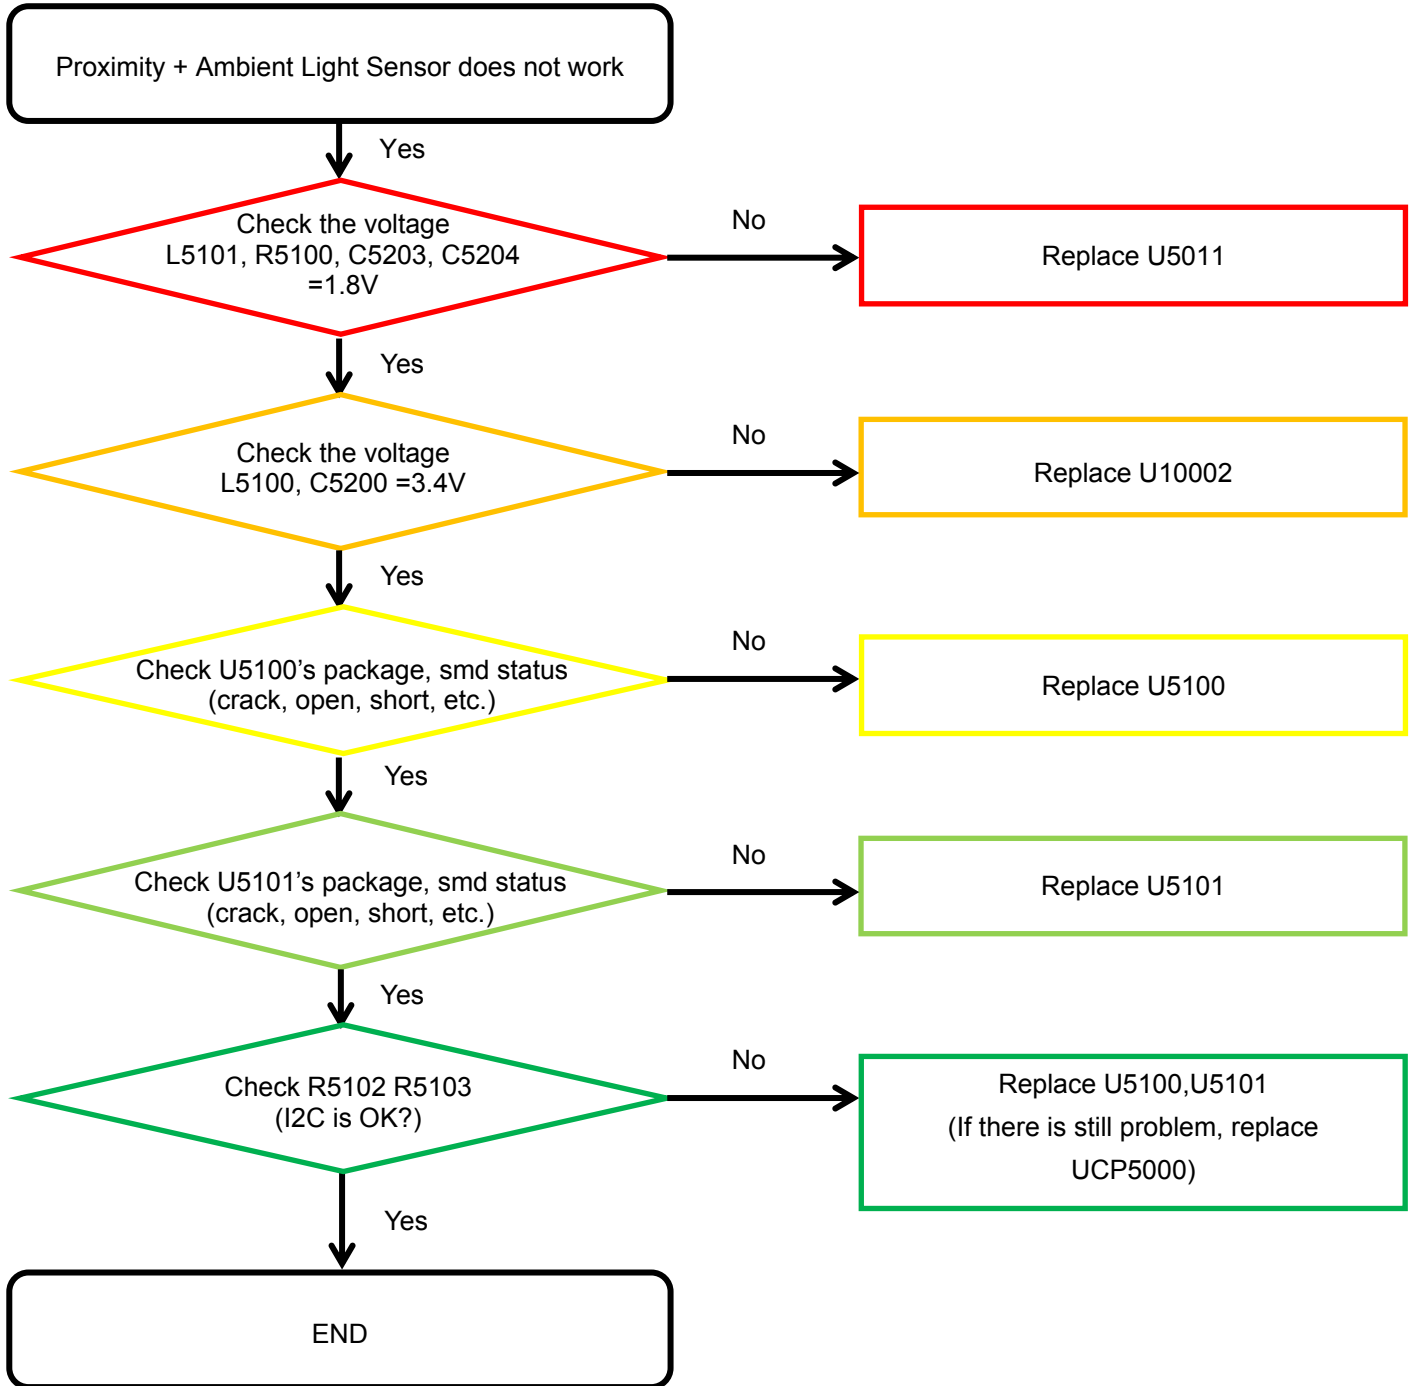 Proximity + Ambient Light Sensor does not work
Yes
Check the voltage
L5101, R5100, C5203, C5204
=1.8V
No
Replace U5011
Yes
Check the voltage
L5100, C5200 =3.4V
No
Replace U10002
Yes
Check U5100’s package, smd status
(crack, open, short, etc.)
No
Replace U5100
Yes
Check U5101’s package, smd status
(crack, open, short, etc.)
No
Replace U5101
Yes
Check R5102 R5103
(I2C is OK?)
No
Replace U5100,U5101
(If there is still problem, replace
UCP5000)
Yes
END